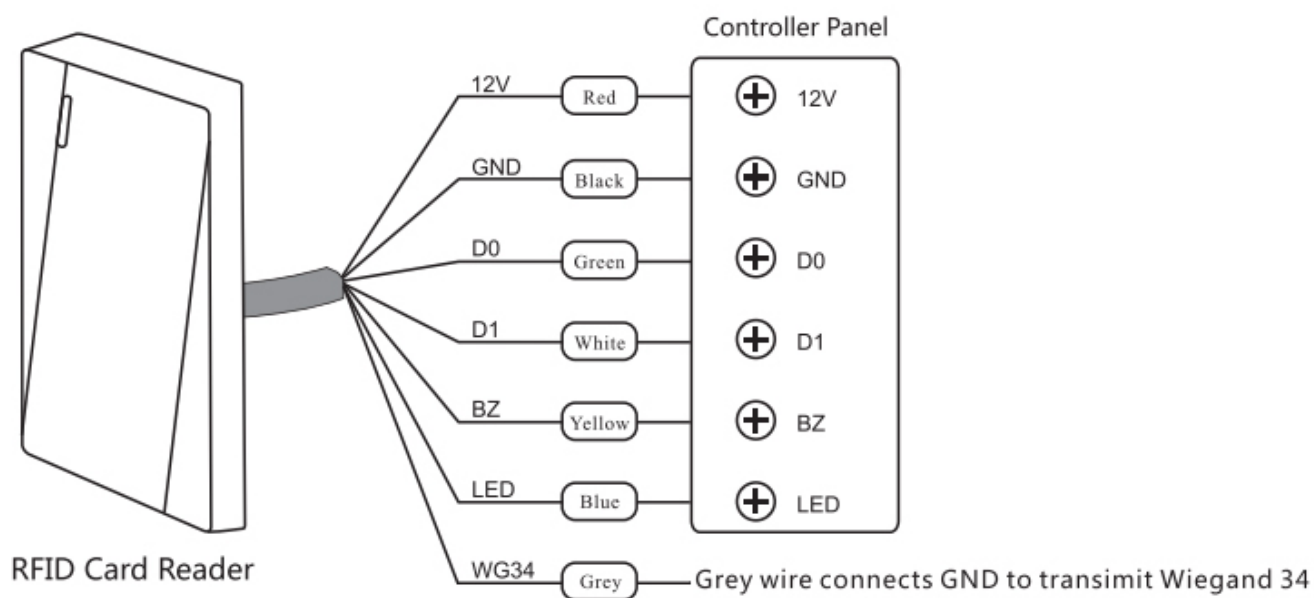 Controller Panel
12V Red 12V
GND Black GND
D0 Green D0
D1 White D1
BZ Yellow BZ
LED Blue LED
RFID Card Reader
WG34 Grey Grey wire connects GND to transimit Wiegand 34